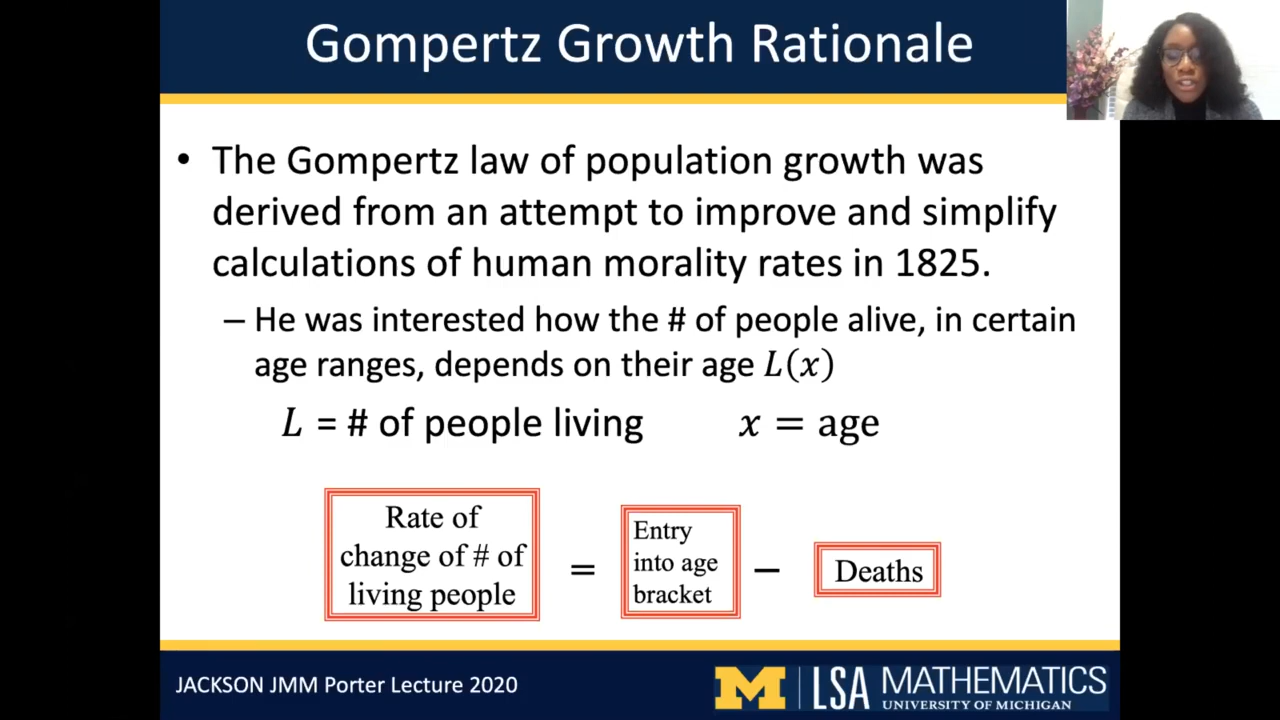 Gompertz Growth Rationale
• The Gompertz law of population growth was
derived from an attempt to improve and simplify
calculations of human morality rates in 1825.
– He was interested how the # of people alive, in certain
age ranges, depends on their age L(x)
L = # of people living x = age
Rate of
change of # of
living people
=
Entry
into age
bracket
–
Deaths
JACKSON JMM Porter Lecture 2020
M LSA MATHEMATICS
UNIVERSITY OF MICHIGAN